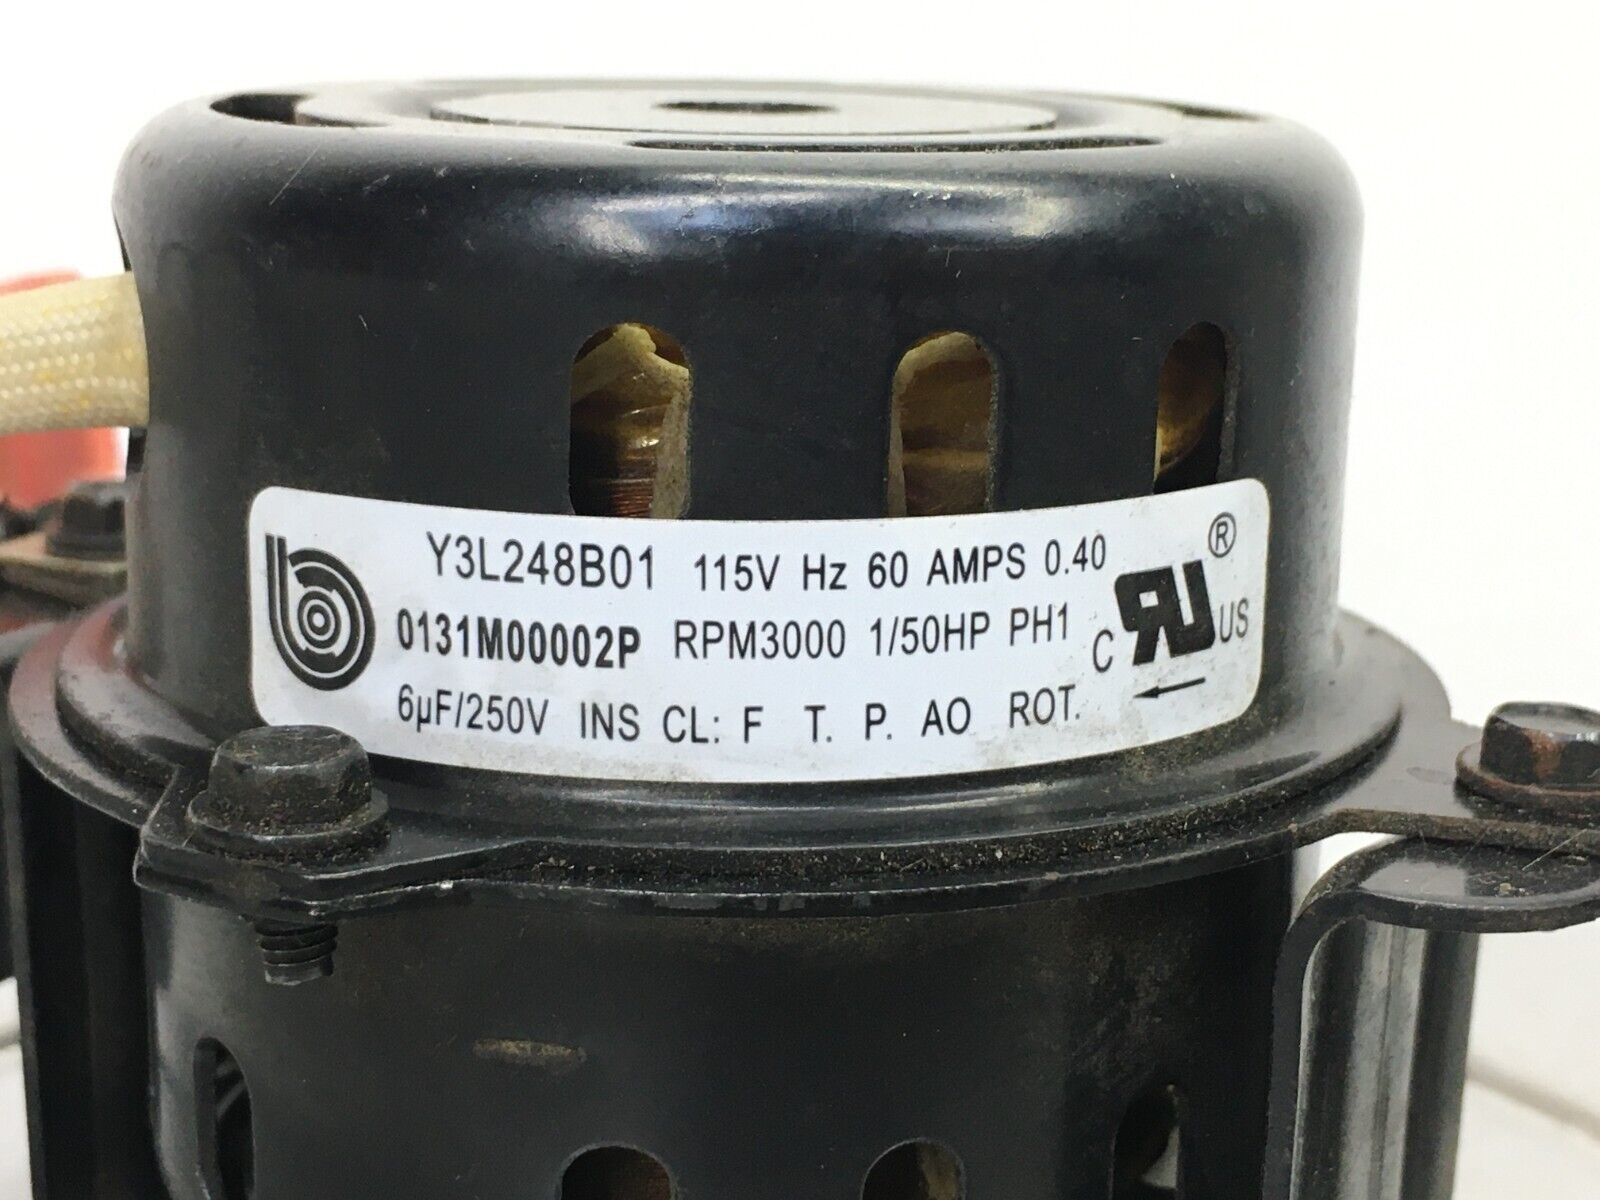 Y3L248B01 115V Hz 60 AMPS 0.40
0131M00002P RPM3000 1/50HP PH1
6µF/250V INS CL: F T. P. AO ROT.
C RU US ®